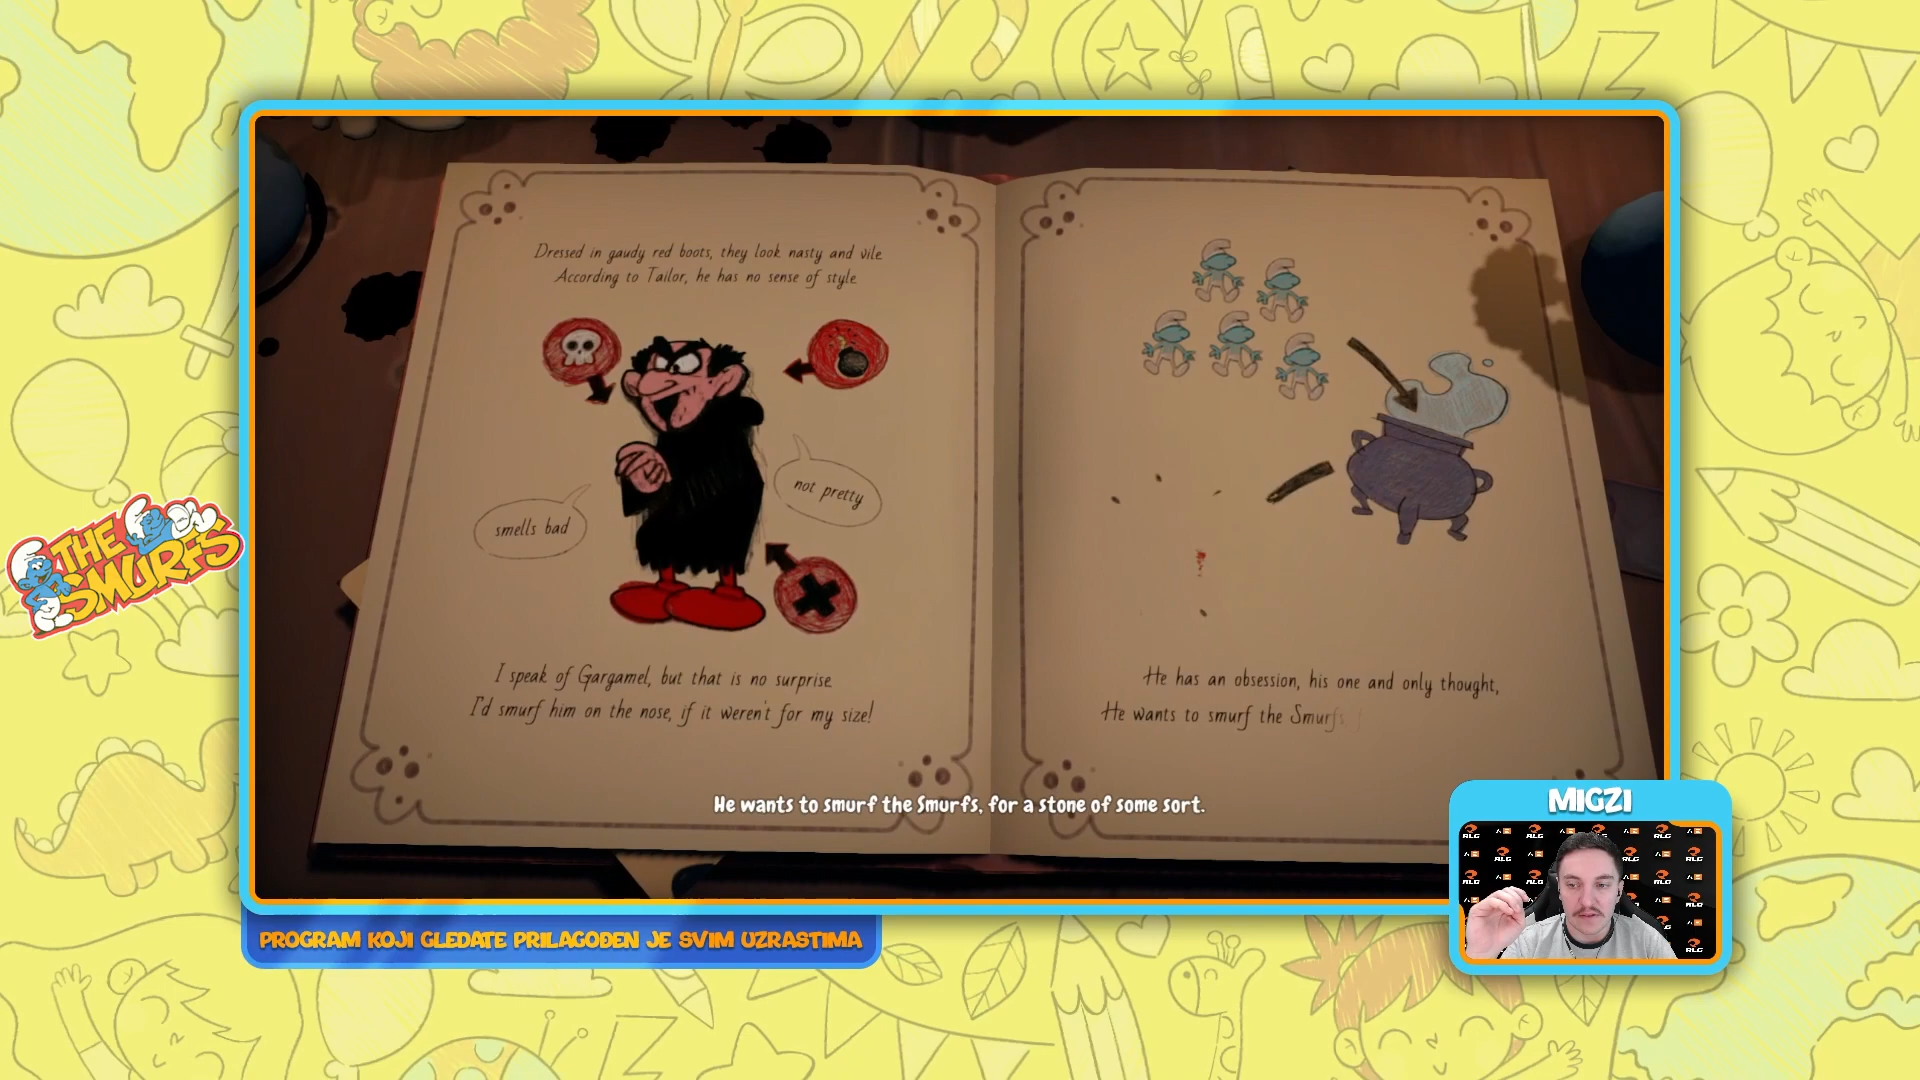 Dressed in gaudy red boots, they look nasty and vile
According to Tailor, he has no sense of style
smells bad
not pretty
I speak of Gargamel, but that is no surprise
I'd smurf him on the nose, if it weren't for my size!
He has an obsession, his one and only thought,
He wants to smurf the Smurfs
He wants to smurf the Smurfs, for a stone of some sort.
THE
SMURFS
MIGZI
RLG
PROGRAM KOJI GLEDATE PRILAGOĐEN JE SVIM UZRASTIMA